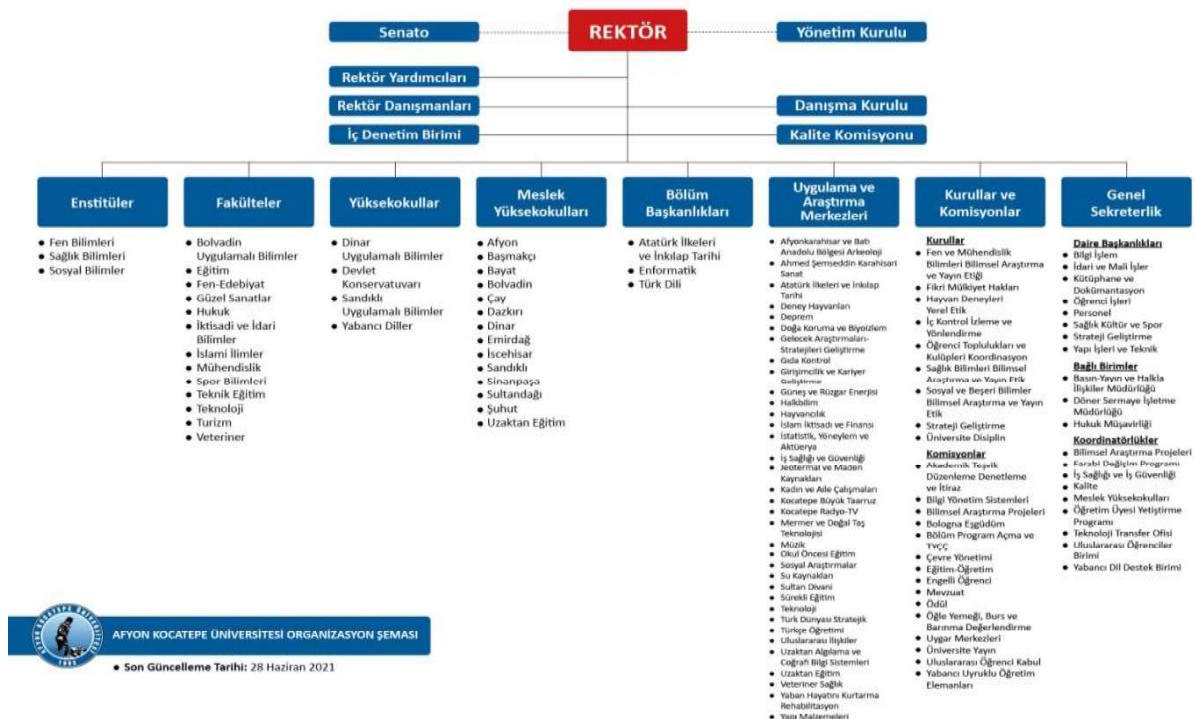 Senato
REKTÖR
Yönetim Kurulu
Rektör Yardımcıları
Rektör Danışmanları
Danışma Kurulu
İç Denetim Birimi
Kalite Komisyonu
Enstitüler
• Fen Bilimleri
• Sağlık Bilimleri
• Sosyal Bilimler
Fakülteler
• Bolvadin
Uygulamalı Bilimler
• Eğitim
• Fen-Edebiyat
• Güzel Sanatlar
• Hukuk
• İktisadi ve İdari
Bilimler
• İslami İlimler
• Mühendislik
• Spor Bilimleri
• Teknik Eğitim
• Teknoloji
• Turizm
• Veteriner
Yüksekokullar
• Dinar
Uygulamalı Bilimler
• Devlet
Konservatuvarı
• Sandıklı
Uygulamalı Bilimler
• Yabancı Diller
Meslek
Yüksekokulları
• Afyon
• Başmakçı
• Bayat
• Bolvadin
• Çay
• Dazkırı
• Dinar
• Emirdağ
• İscehisar
• Sandıklı
• Sinanpaşa
• Sultandağı
• Şuhut
• Uzaktan Eğitim
Bölüm
Başkanlıkları
• Atatürk İlkeleri
ve İnkılap Tarihi
• Enformatik
• Türk Dili
Uygulama ve
Araştırma
Merkezleri
• Afyonkarahisar ve Batı
Anadolu Bölgesi Arkeoloji
• Ahmed Şemseddin Karahisari
Sanat
• Atatürk İlkeleri ve İnkılap
Tarihi
• Deney Hayvanları
• Deprem
• Doğa Koruma ve Biyoizlem
• Gelecek Araştırmaları-
Stratejileri Geliştirme
• Gıda Kontrol
• Girişimcilik ve Kariyer
Geliştirme
• Güneş ve Rüzgar Enerjisi
• Halkbilim
• Hayvancılık
• İslam İktisadı ve Finansı
• İstatistik, Yöneylem ve
Aktüerya
• İş Sağlığı ve Güvenliği
• Jeotermal ve Maden
Kaynakları
• Kadın ve Aile Çalışmaları
• Kocatepe Büyük Taarruz
• Kocatepe Radyo-TV
• Mermer ve Doğal Taş
Teknolojisi
• Müzik
• Okul Öncesi Eğitim
• Sosyal Araştırmalar
• Su Kaynakları
• Sultan Divani
• Sürekli Eğitim
• Teknoloji
• Türk Dünyası Stratejik
• Türkçe Öğretimi
• Uluslararası İlişkiler
• Uzaktan Algılama ve
Coğrafi Bilgi Sistemleri
• Uzaktan Eğitim
• Veteriner Sağlık
• Yaban Hayatını Kurtarma
Rehabilitasyon
• Yapı Malzemeleri
Kurullar ve
Komisyonlar
Kurullar
• Fen ve Mühendislik
Bilimleri Bilimsel Araştırma
ve Yayın Etiği
• Fikri Mülkiyet Hakları
• Hayvan Deneyleri
Yerel Etik
• İç Kontrol İzleme ve
Yönlendirme
• Öğrenci Toplulukları ve
Kulüpleri Koordinasyon
• Sağlık Bilimleri Bilimsel
Araştırma ve Yayın Etik
• Sosyal ve Beşeri Bilimler
Bilimsel Araştırma ve Yayın
Etik
• Strateji Geliştirme
• Üniversite Disiplin
Komisyonlar
• Akademik Teşvik
Düzenleme Denetleme
ve İtiraz
• Bilgi Yönetim Sistemleri
• Bilimsel Araştırma Projeleri
• Bologna Eşgüdüm
• Bölüm Program Açma ve
TYÇÇ
• Çevre Yönetimi
• Eğitim-Öğretim
• Engelli Öğrenci
• Mevzuat
• Ödül
• Öğle Yemeği, Burs ve
Barınma Değerlendirme
• Uygar Merkezleri
• Üniversite Yayın
• Uluslararası Öğrenci Kabul
• Yabancı Uyruklu Öğretim
Elemanları
Genel
Sekreterlik
Daire Başkanlıkları
• Bilgi İşlem
• İdari ve Mali İşler
• Kütüphane ve
Dokümantasyon
• Öğrenci İşleri
• Personel
• Sağlık Kültür ve Spor
• Strateji Geliştirme
• Yapı İşleri ve Teknik
Bağlı Birimler
• Basın-Yayın ve Halkla
İlişkiler Müdürlüğü
• Döner Sermaye İşletme
Müdürlüğü
• Hukuk Müşavirliği
Koordinatörlükler
• Bilimsel Araştırma Projeleri
• Farabi Değişim Programı
• İş Sağlığı ve İş Güvenliği
• Kalite
• Meslek Yüksekokulları
• Öğretim Üyesi Yetiştirme
Programı
• Teknoloji Transfer Ofisi
• Uluslararası Öğrenciler
Birimi
• Yabancı Dil Destek Birimi
AFYON KOCATEPE ÜNİVERSİTESİ
1992
AFYON KOCATEPE ÜNİVERSİTESİ ORGANİZASYON ŞEMASI
• Son Güncelleme Tarihi: 28 Haziran 2021